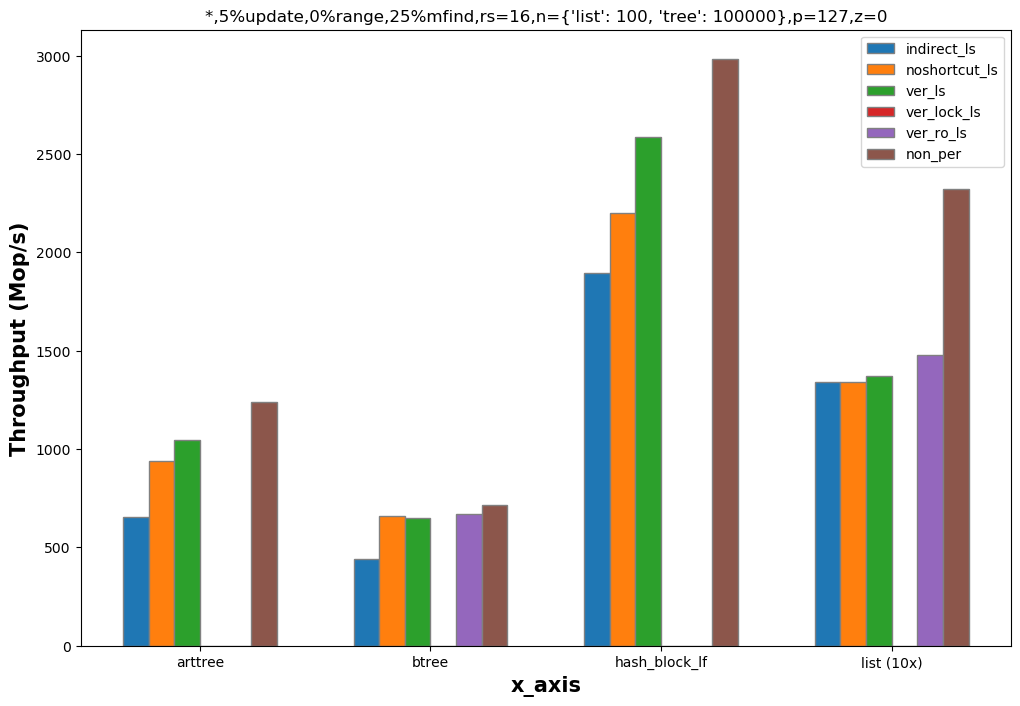 *,5%update,0%range,25%mfind,rs=16,n={'list': 100, 'tree': 100000},p=127,z=0
indirect_ls
noshortcut_ls
ver_ls
ver_lock_ls
ver_ro_ls
non_per
Throughput (Mop/s)
3000
2500
2000
1500
1000
500
0
arttree
btree
hash_block_lf
list (10x)
x_axis